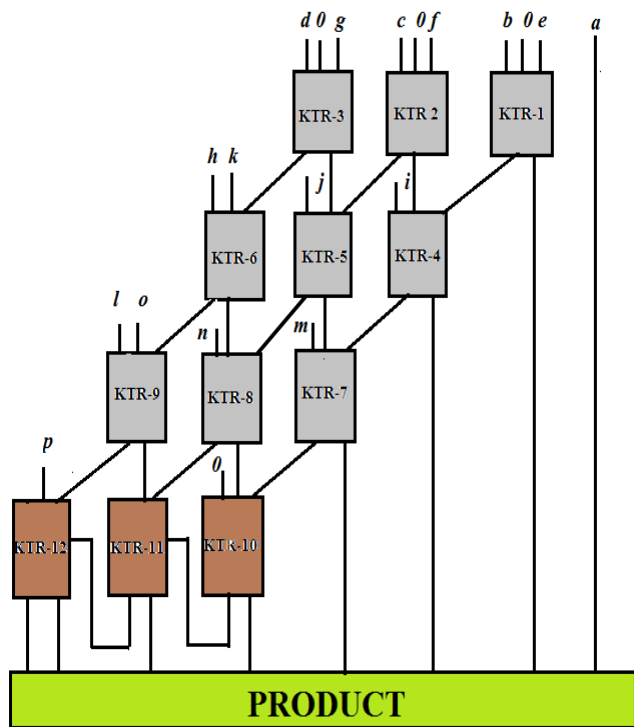 d 0 g c 0 f b 0 e a
KTR-3 KTR 2 KTR-1
h k j i
KTR-6 KTR-5 KTR-4
l o n m
KTR-9 KTR-8 KTR-7
p 0
KTR-12 KTR-11 KTR-10
PRODUCT